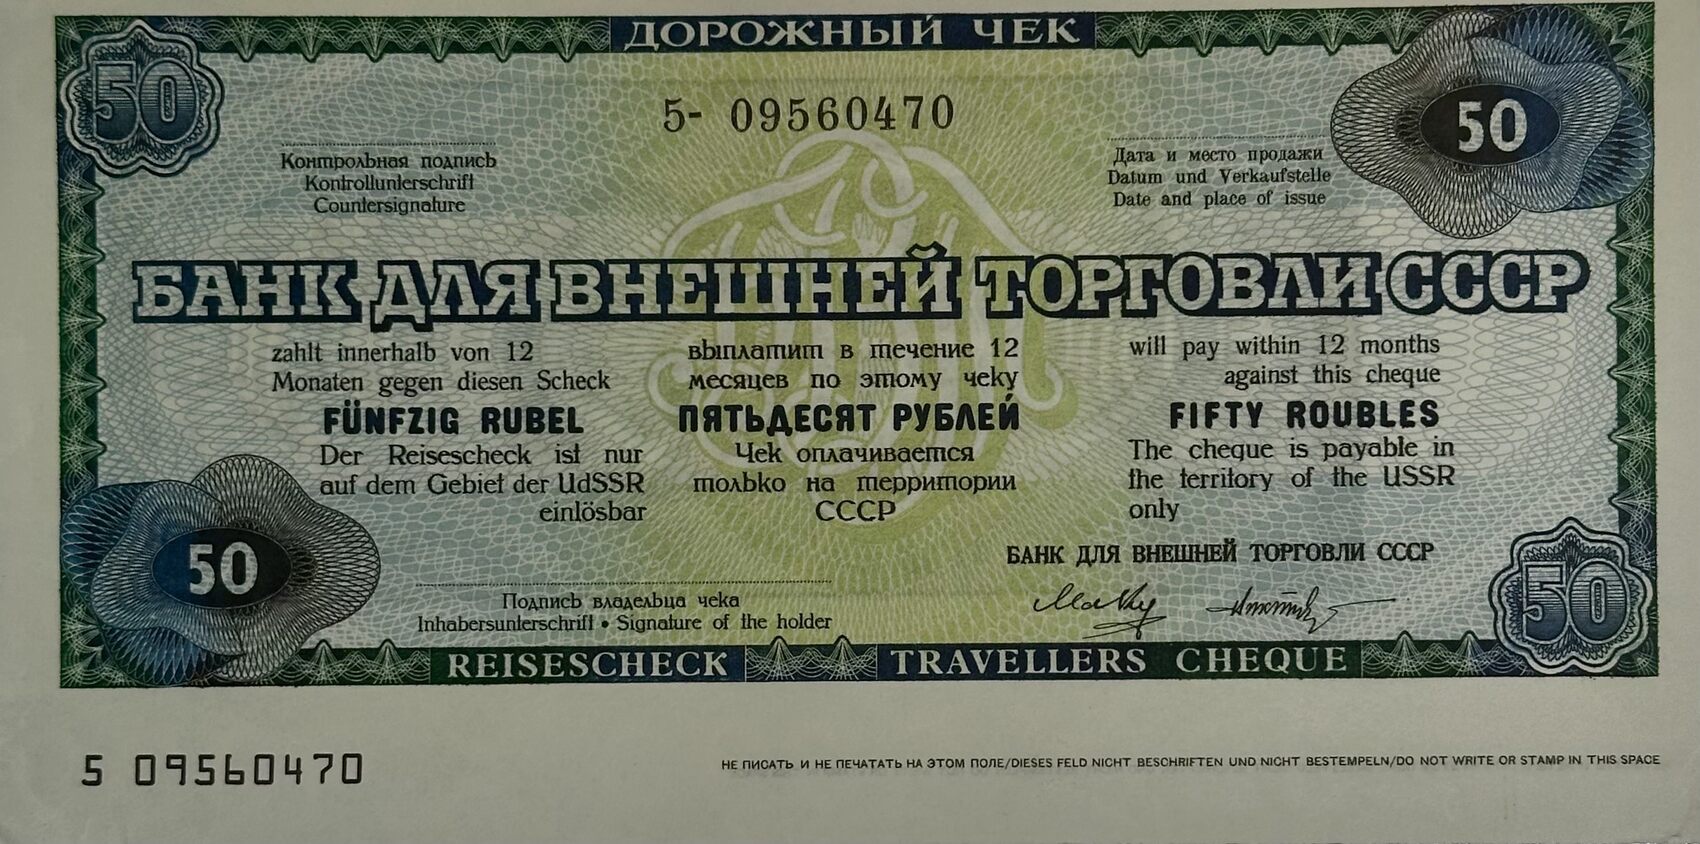 ДОРОЖНЫЙ ЧЕК
50
5- 09560470
50
Контрольная подпись
Kontrollunterschrift
Countersignature
Дата и место продажи
Datum und Verkaufstelle
Date and place of issue
БАНК ДЛЯ ВНЕШНЕЙ ТОРГОВЛИ СССР
zahlt innerhalb von 12
Monaten gegen diesen Scheck
FÜNFZIG RUBEL
Der Reisescheck ist nur
auf dem Gebiet der UdSSR
einlösbar
выплатит в течение 12
месяцев по этому чеку
ПЯТЬДЕСЯТ РУБЛЕЙ
Чек оплачивается
только на территории
СССР
will pay within 12 months
against this cheque
FIFTY ROUBLES
The cheque is payable in
the territory of the USSR
only
БАНК ДЛЯ ВНЕШНЕЙ ТОРГОВЛИ СССР
50
50
Подпись владельца чека
Inhabersunterschrift • Signature of the holder
REISESCHECK TRAVELLERS CHEQUE
5 09560470
НЕ ПИСАТЬ И НЕ ПЕЧАТАТЬ НА ЭТОМ ПОЛЕ/DIESES FELD NICHT BESCHRIFTEN UND NICHT BESTEMPELN/DO NOT WRITE OR STAMP IN THIS SPACE